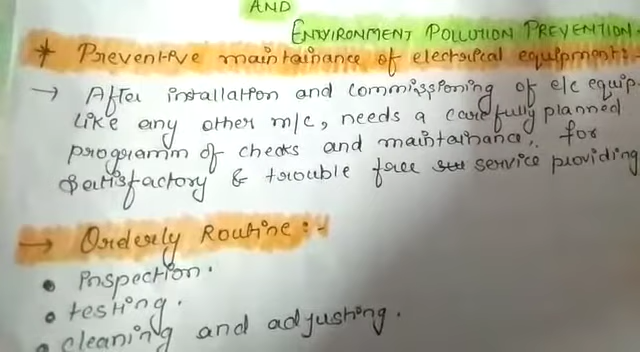 AND
ENVIRONMENT POLLUTION PREVENTION.
* Preventive maintainance of electrical equipment:-
→ After installation and commissioning of e/c equip.
like any other m/c, needs a carefully planned
programm of checks and maintainance, for
satisfactory & trouble free service providing
→ Orderly Routine:-
• Inspection.
• testing.
• cleaning and adjusting.